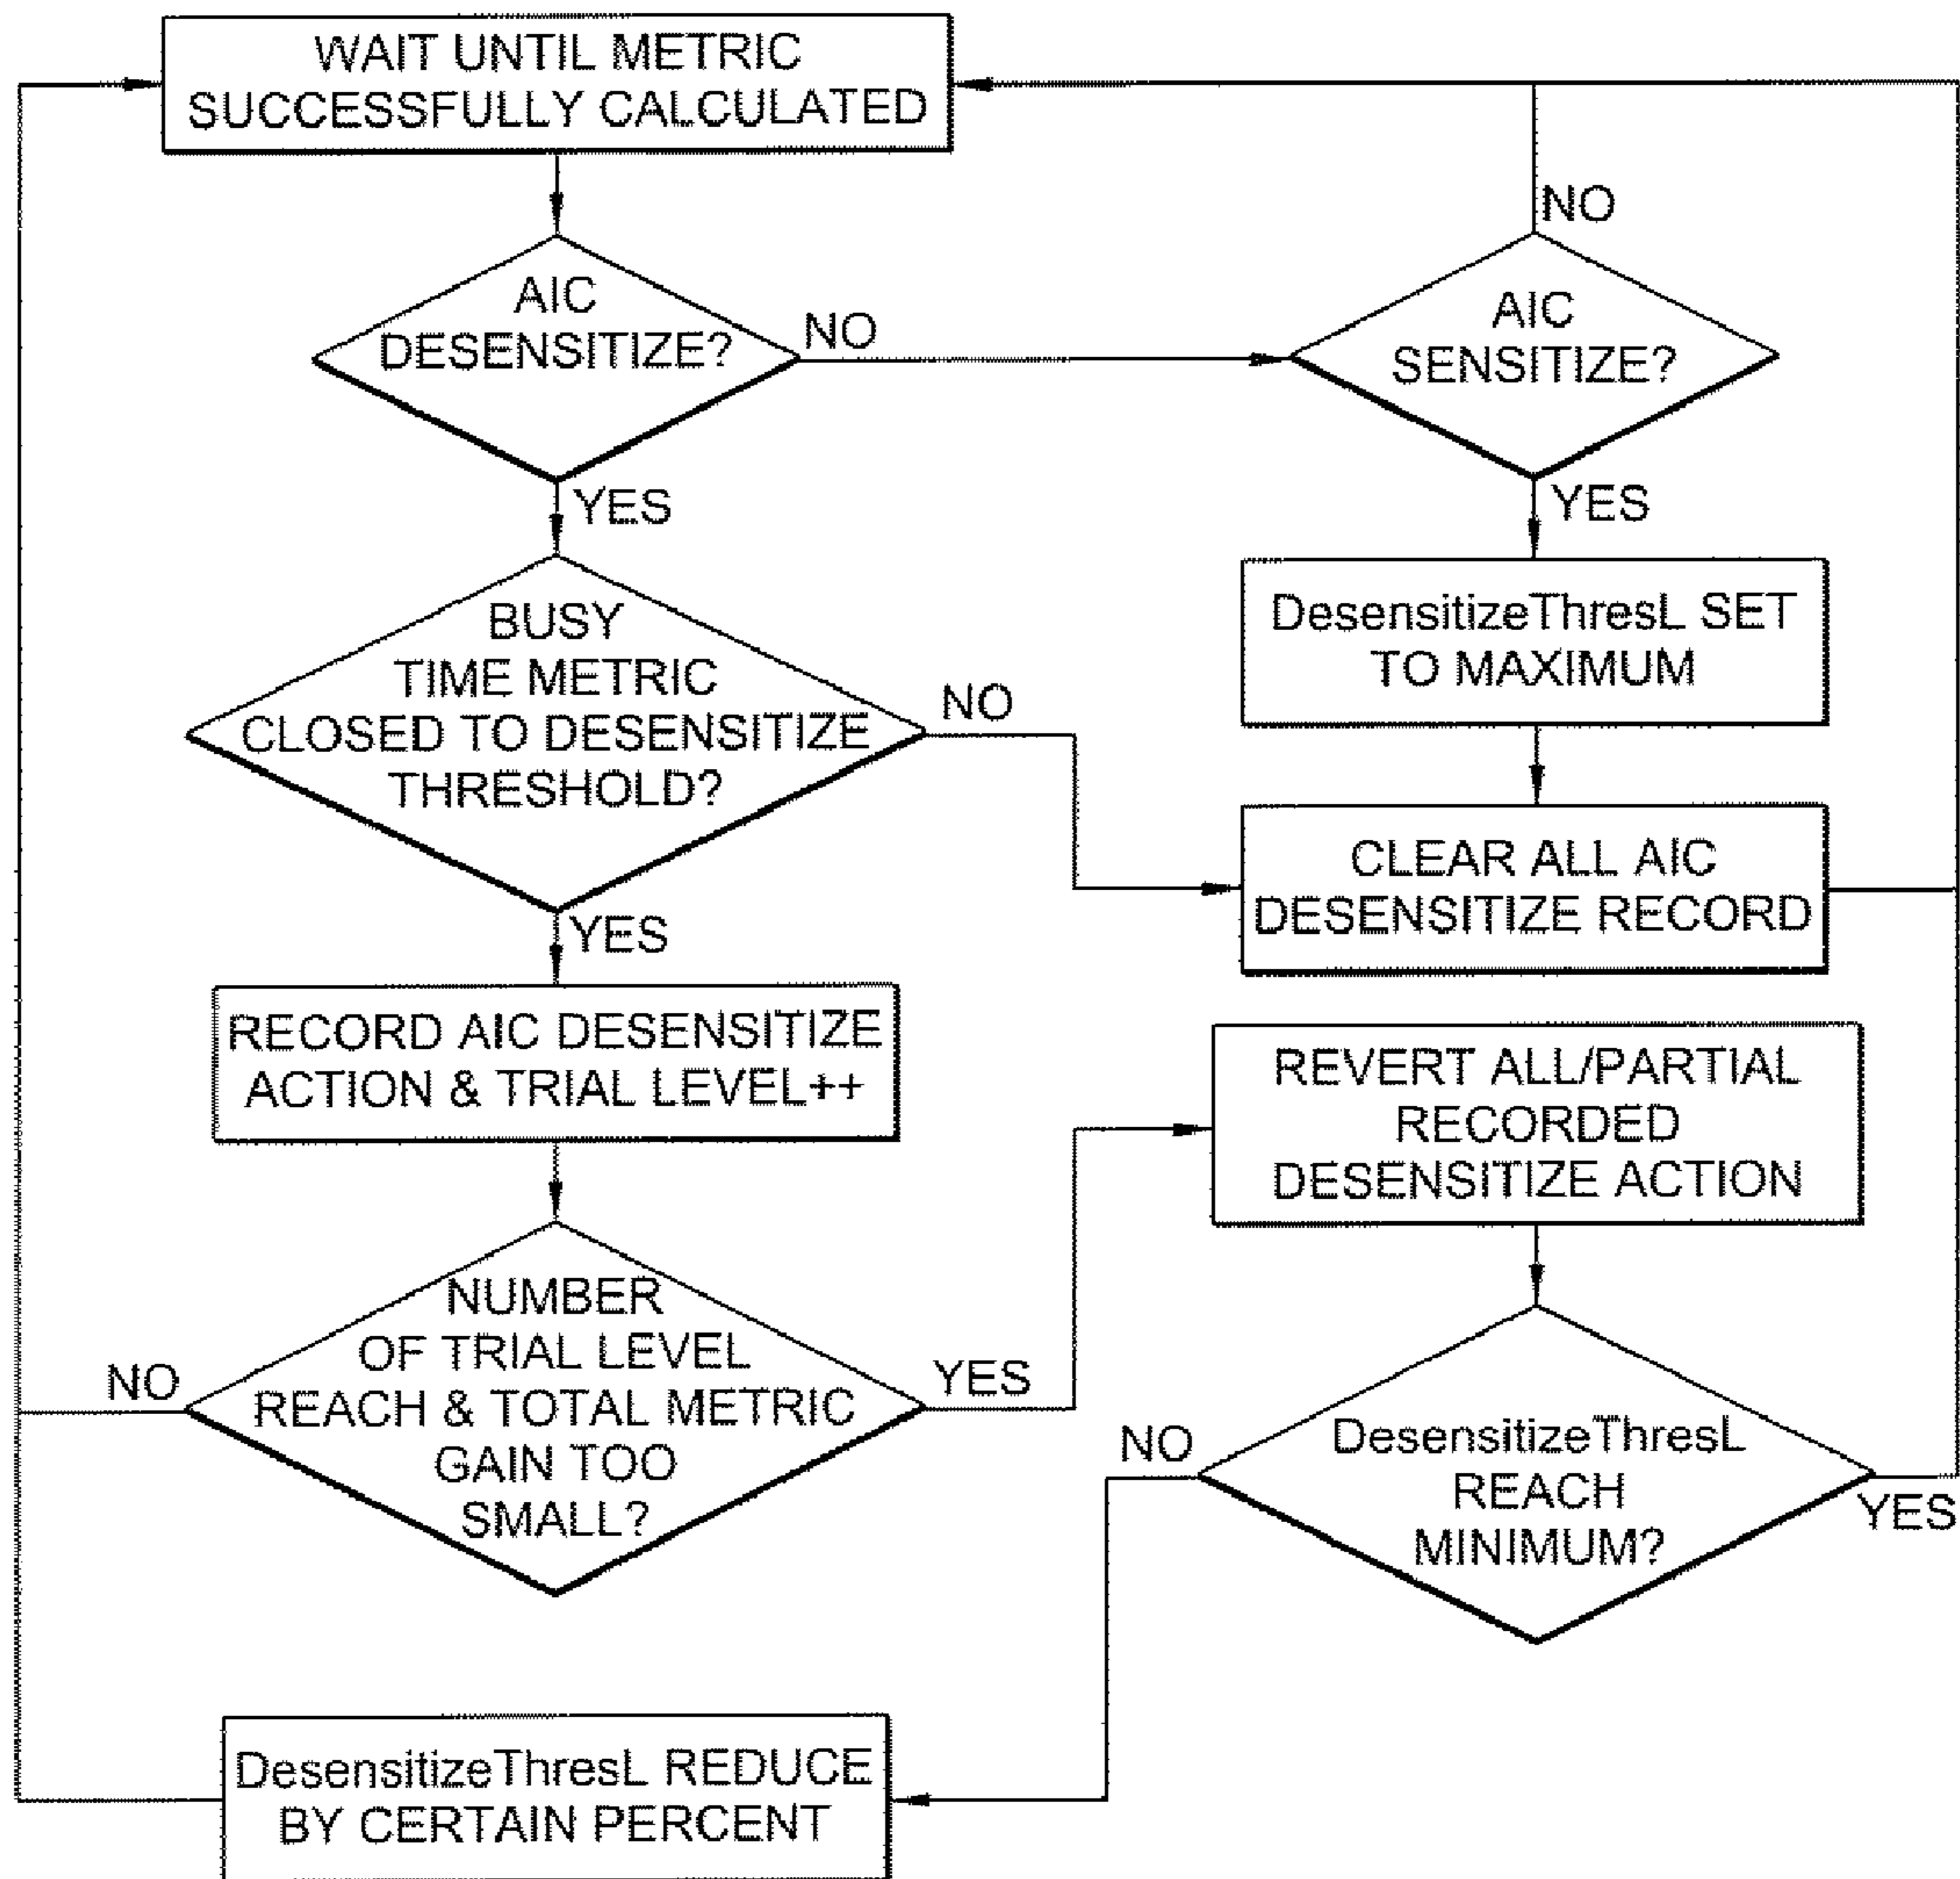 WAIT UNTIL METRIC
SUCCESSFULLY CALCULATED
AIC
DESENSITIZE?
NO
YES
AIC
SENSITIZE?
NO
YES
DesensitizeThresL SET
TO MAXIMUM
BUSY
TIME METRIC
CLOSED TO DESENSITIZE
THRESHOLD?
NO
YES
CLEAR ALL AIC
DESENSITIZE RECORD
RECORD AIC DESENSITIZE
ACTION & TRIAL LEVEL++
NUMBER
OF TRIAL LEVEL
REACH & TOTAL METRIC
GAIN TOO
SMALL?
NO
YES
REVERT ALL/PARTIAL
RECORDED
DESENSITIZE ACTION
DesensitizeThresL
REACH
MINIMUM?
NO
YES
DesensitizeThresL REDUCE
BY CERTAIN PERCENT